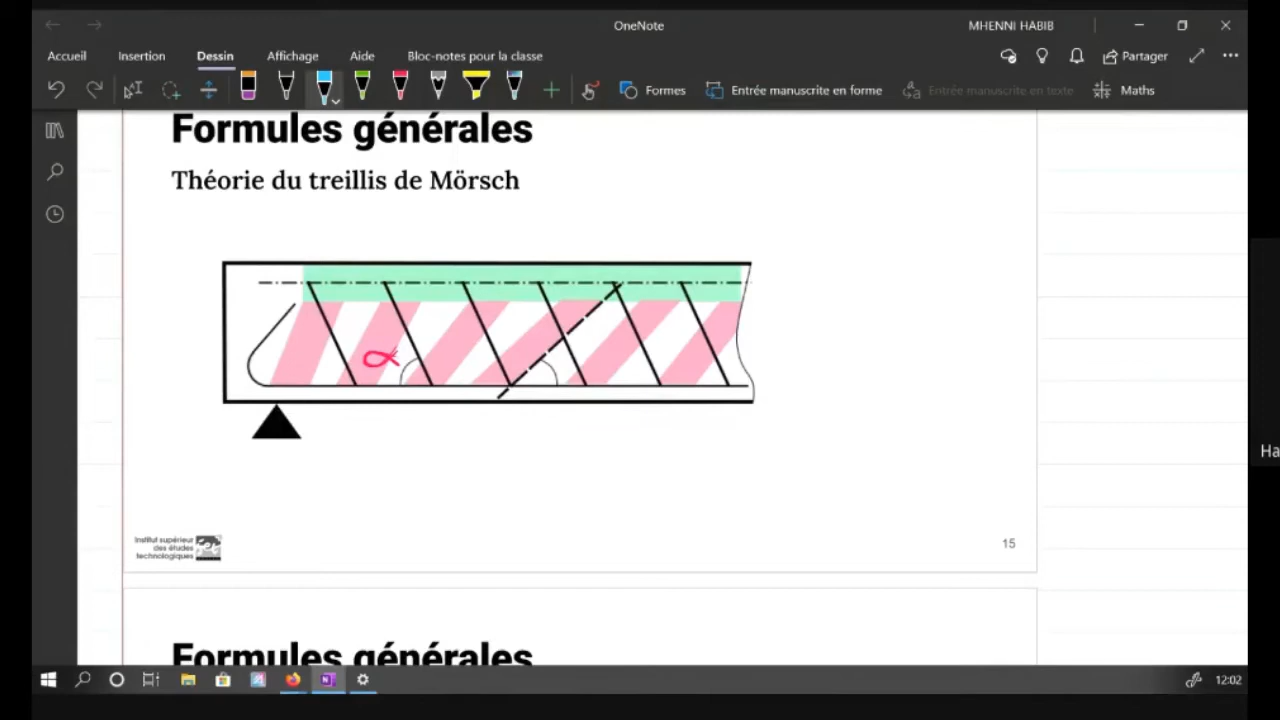 OneNote
MHENNI HABIB
Accueil Insertion Dessin Affichage Aide Bloc-notes pour la classe
Partager
Formes Entrée manuscrite en forme Entrée manuscrite en texte Maths
Formules générales
Théorie du treillis de Mörsch
α
Ha
Institut supérieur
des études
technologiques
15
Formules générales
12:02